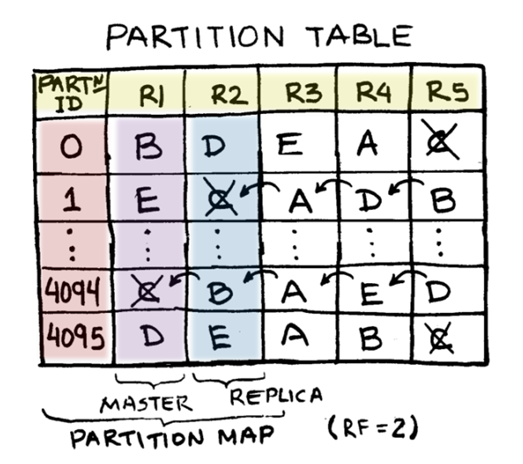 PARTITION TABLE
PARTN ID R1 R2 R3 R4 R5
0 B D E A C
1 E C A D B
⋮ ⋮ ⋮ ⋮ ⋮ ⋮
4094 C B A E D
4095 D E A B C
MASTER REPLICA
PARTITION MAP (RF=2)